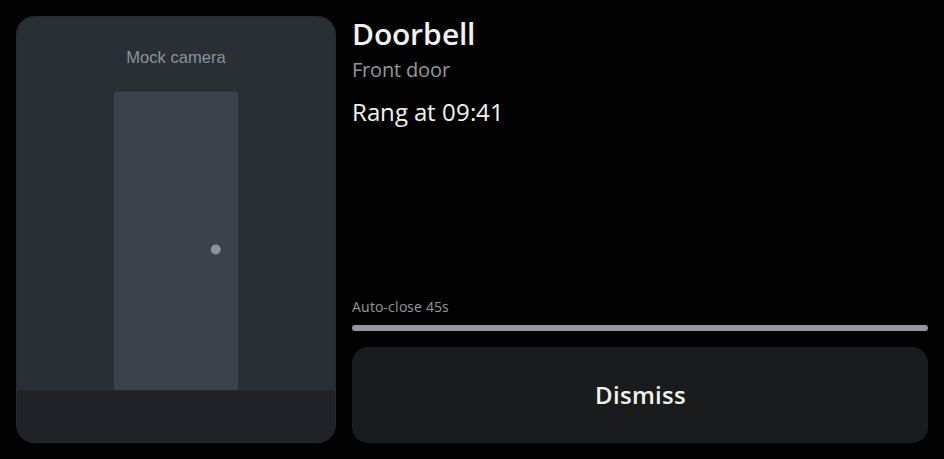 Mock camera
Doorbell
Front door
Rang at 09:41
Auto-close 45s
Dismiss